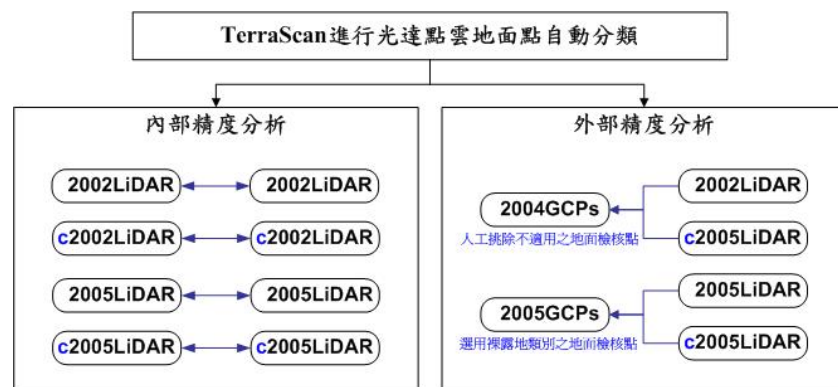 TerraScan進行光達點雲地面點自動分類
內部精度分析
2002LiDAR 2002LiDAR
c2002LiDAR c2002LiDAR
2005LiDAR 2005LiDAR
c2005LiDAR c2005LiDAR
外部精度分析
2002LiDAR
2004GCPs
人工挑除不適用之地面檢核點
c2005LiDAR
2005LiDAR
2005GCPs
選用裸露地類別之地面檢核點
c2005LiDAR